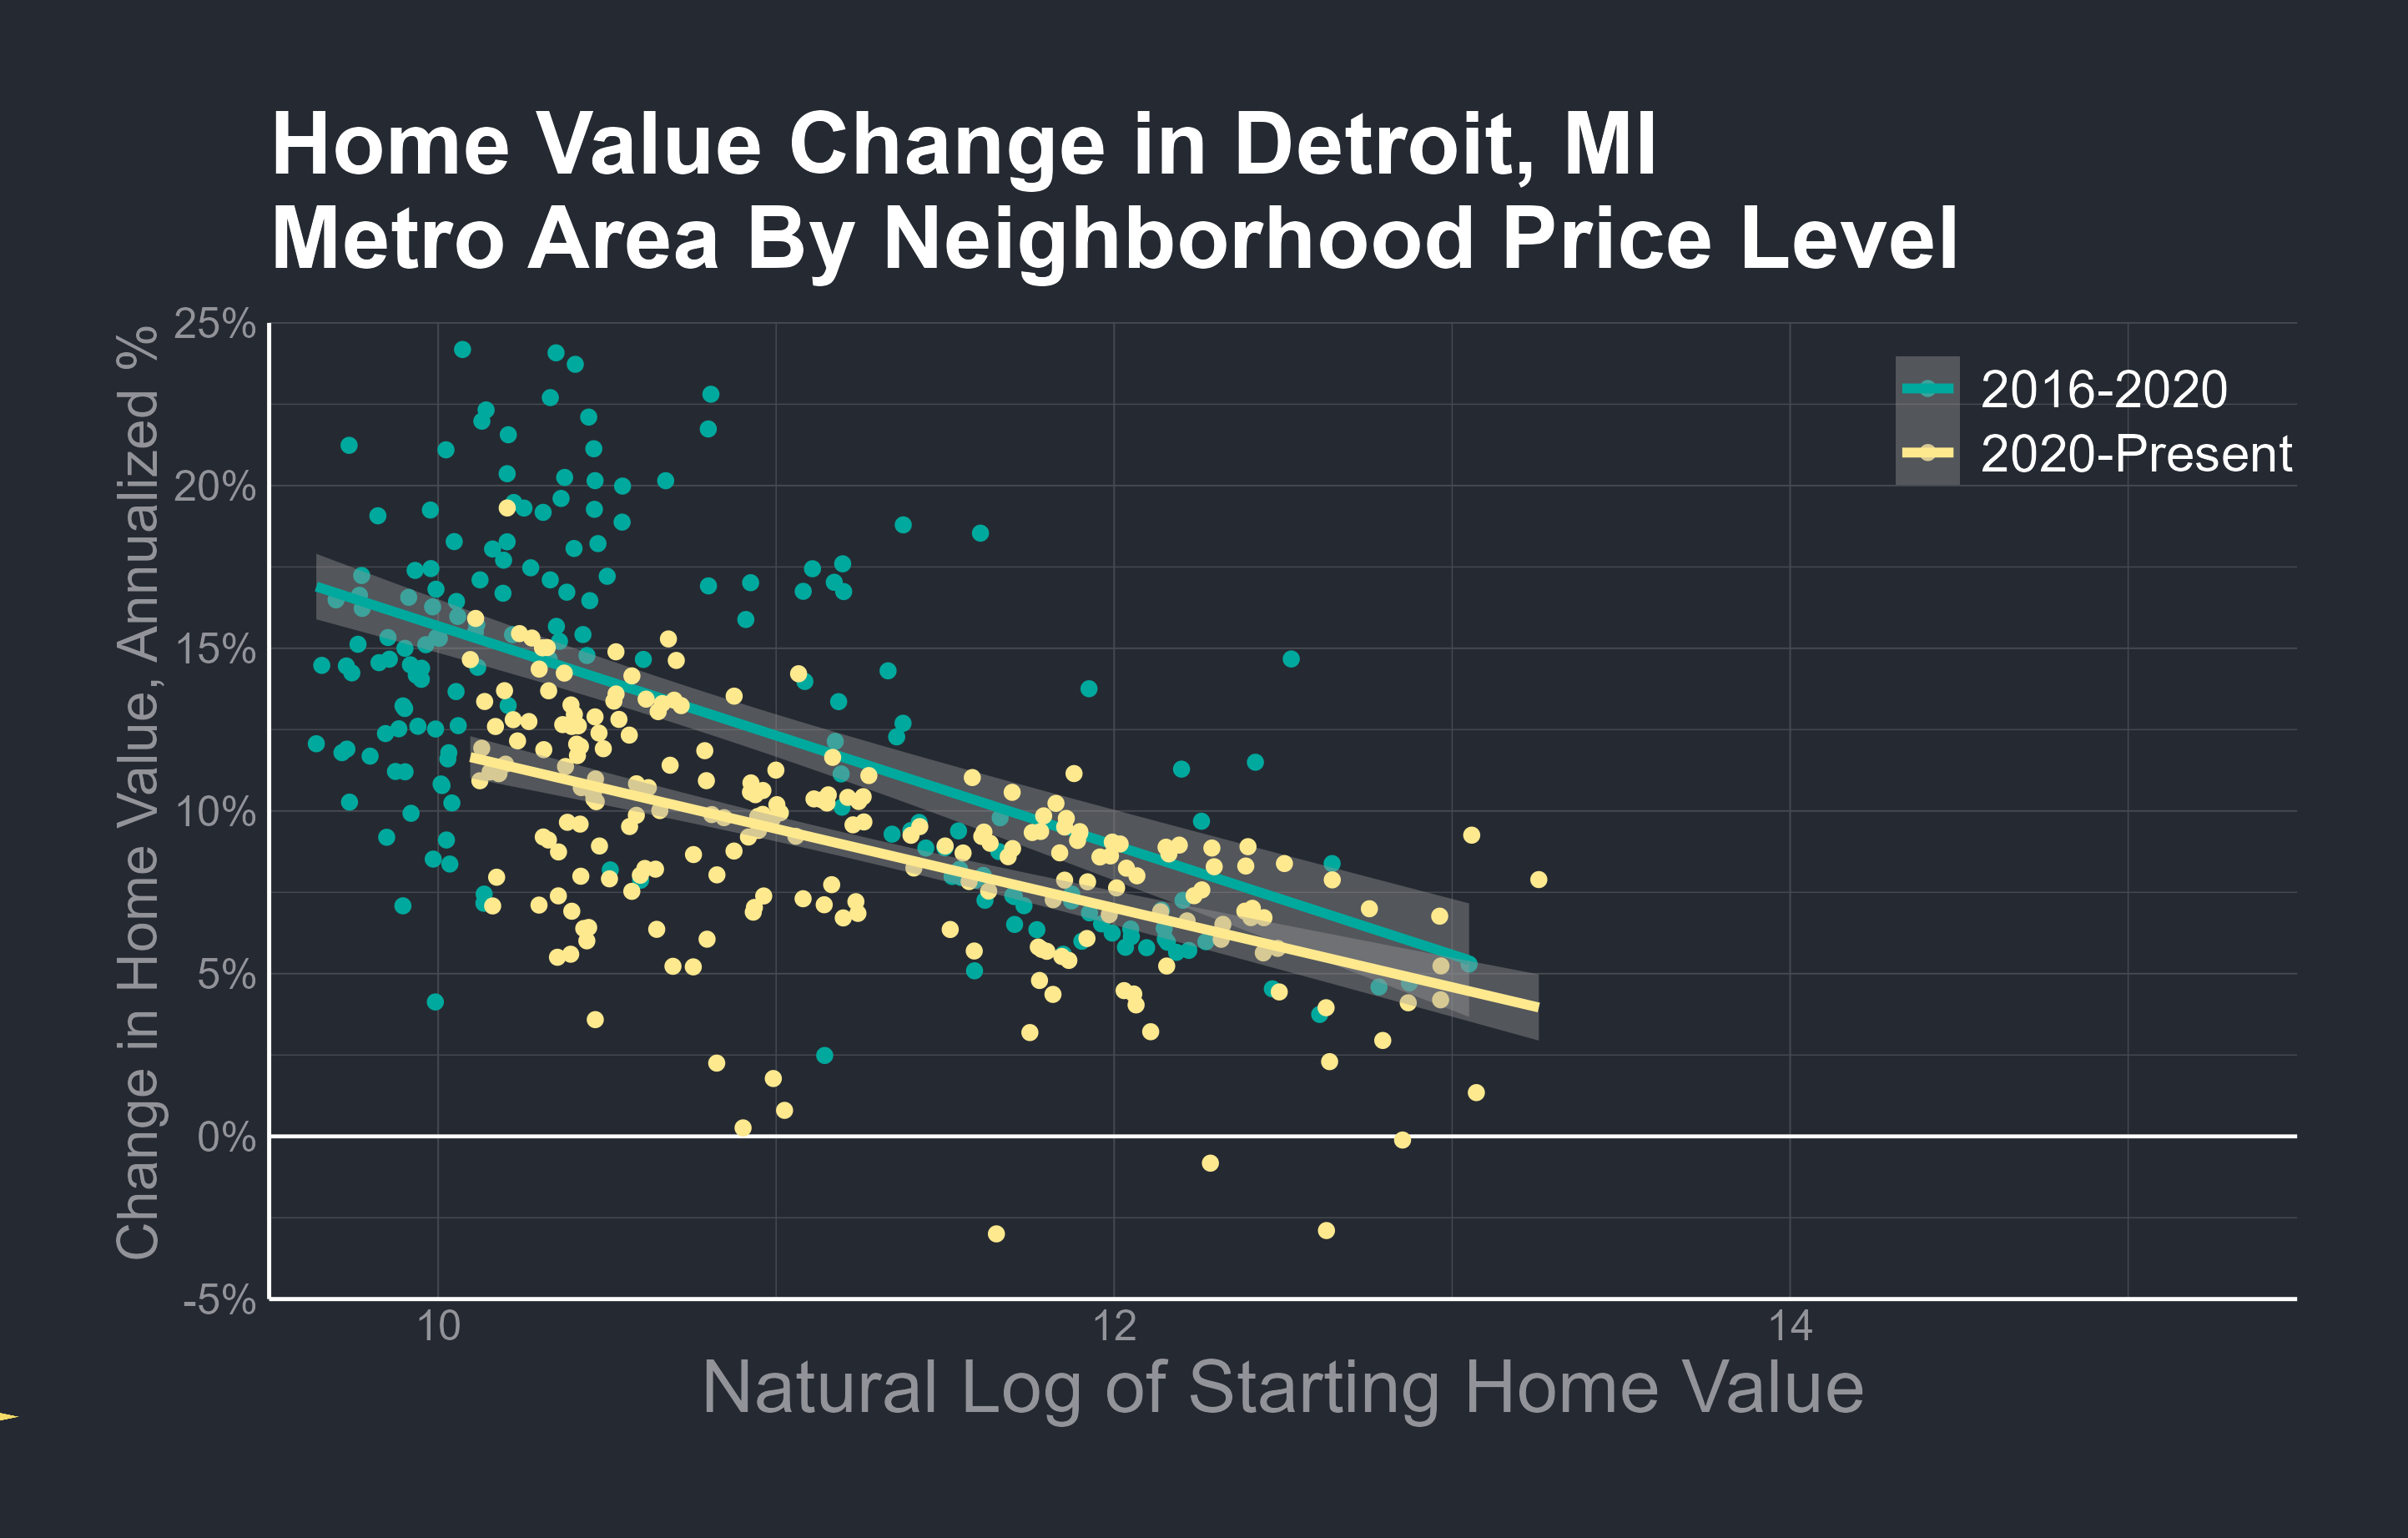 Home Value Change in Detroit, MI
Metro Area By Neighborhood Price Level
Change in Home Value, Annualized %
25%
20%
15%
10%
5%
0%
-5%
2016-2020
2020-Present
10
12
14
Natural Log of Starting Home Value